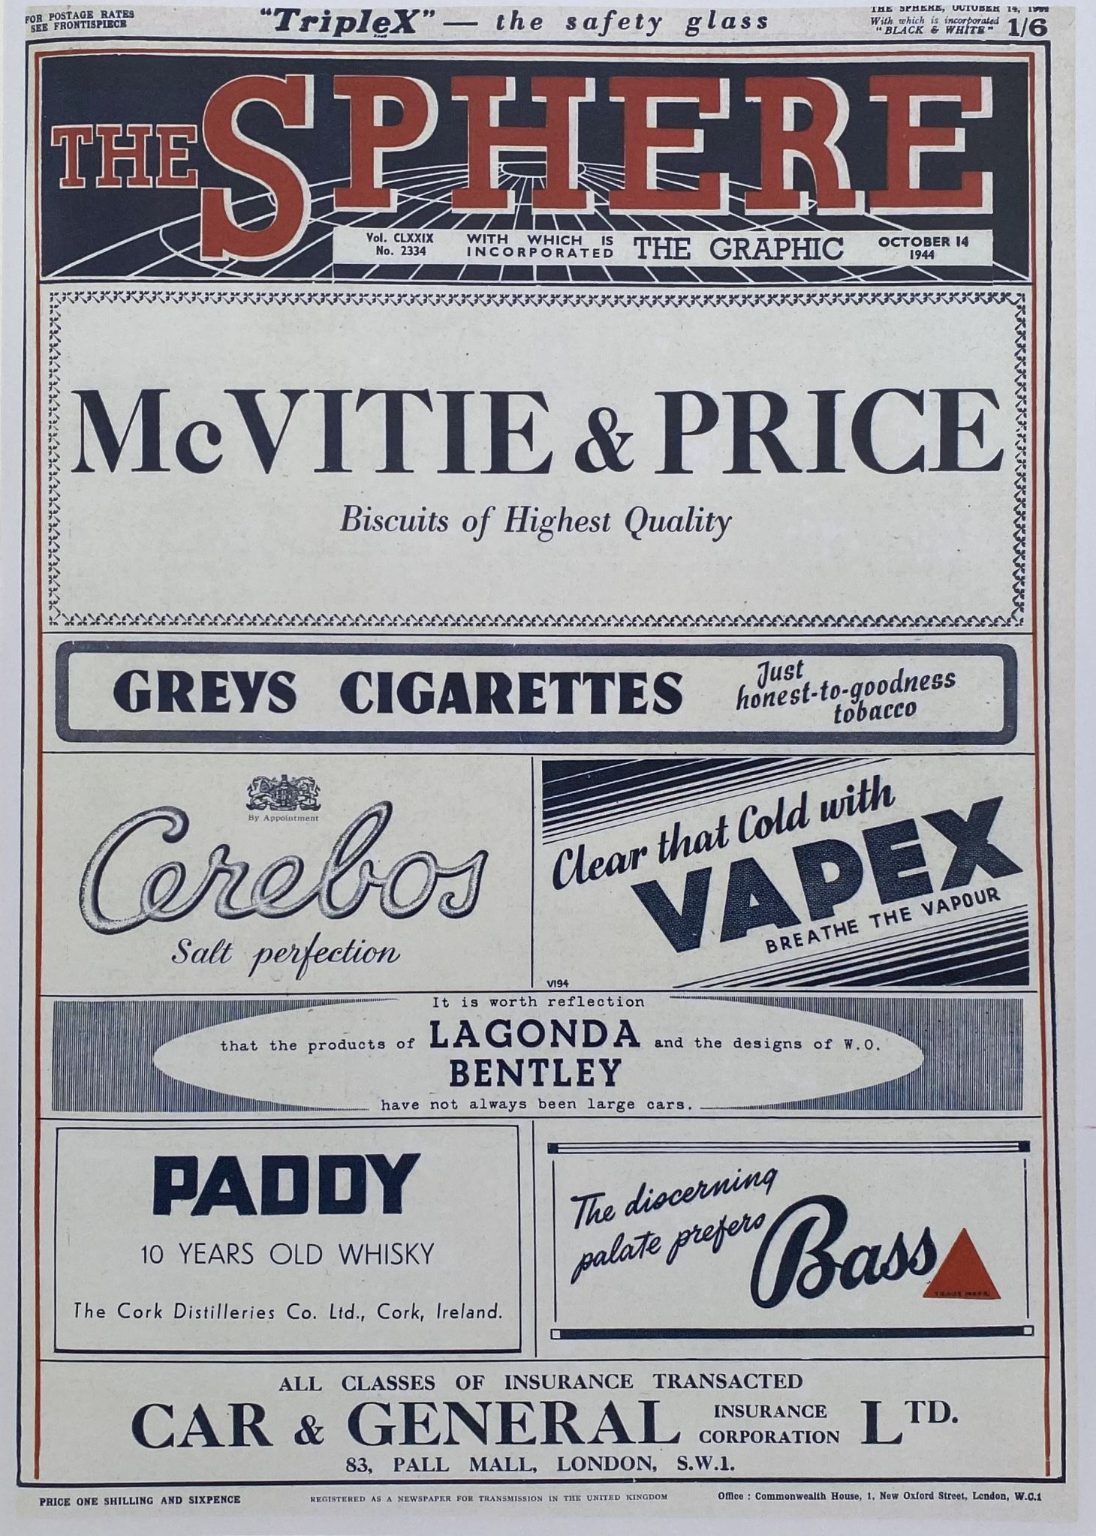 FOR POSTAGE RATES
SEE FRONTISPIECE
"TripleX" — the safety glass
THE SPHERE, OCTOBER 14, 1944
With which is incorporated
"BLACK & WHITE"
1/6
THE SPHERE
Vol. CLXXIX
No. 2334
WITH WHICH IS
INCORPORATED
THE GRAPHIC
OCTOBER 14
1944
McVITIE & PRICE
Biscuits of Highest Quality
GREYS CIGARETTES
Just
honest-to-goodness
tobacco
By Appointment
Cerebos
Salt perfection
Clear that Cold with
VAPEX
BREATHE THE VAPOUR
V194
It is worth reflection
that the products of LAGONDA and the designs of W.O.
BENTLEY
have not always been large cars.
PADDY
10 YEARS OLD WHISKY
The Cork Distilleries Co. Ltd., Cork, Ireland.
The discerning
palate prefers
Bass
TRADE MARK
ALL CLASSES OF INSURANCE TRANSACTED
CAR & GENERAL INSURANCE CORPORATION LTD.
83, PALL MALL, LONDON, S.W.1.
PRICE ONE SHILLING AND SIXPENCE
REGISTERED AS A NEWSPAPER FOR TRANSMISSION IN THE UNITED KINGDOM
Office : Commonwealth House, 1, New Oxford Street, London, W.C.1